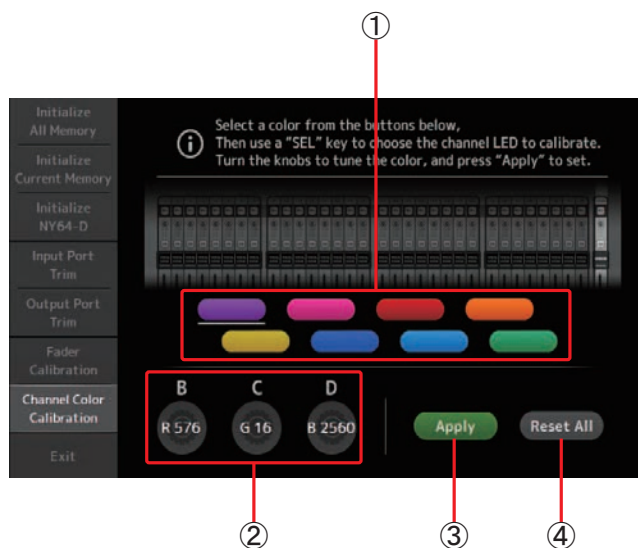 ①
Initialize
All Memory
Initialize
Current Memory
Initialize
NY64-D
Input Port
Trim
Output Port
Trim
Fader
Calibration
Channel Color
Calibration
Exit
Select a color from the buttons below,
Then use a "SEL" key to choose the channel LED to calibrate.
Turn the knobs to tune the color, and press "Apply" to set.
B C D
R 576 G 16 B 2560
Apply Reset All
② ③ ④